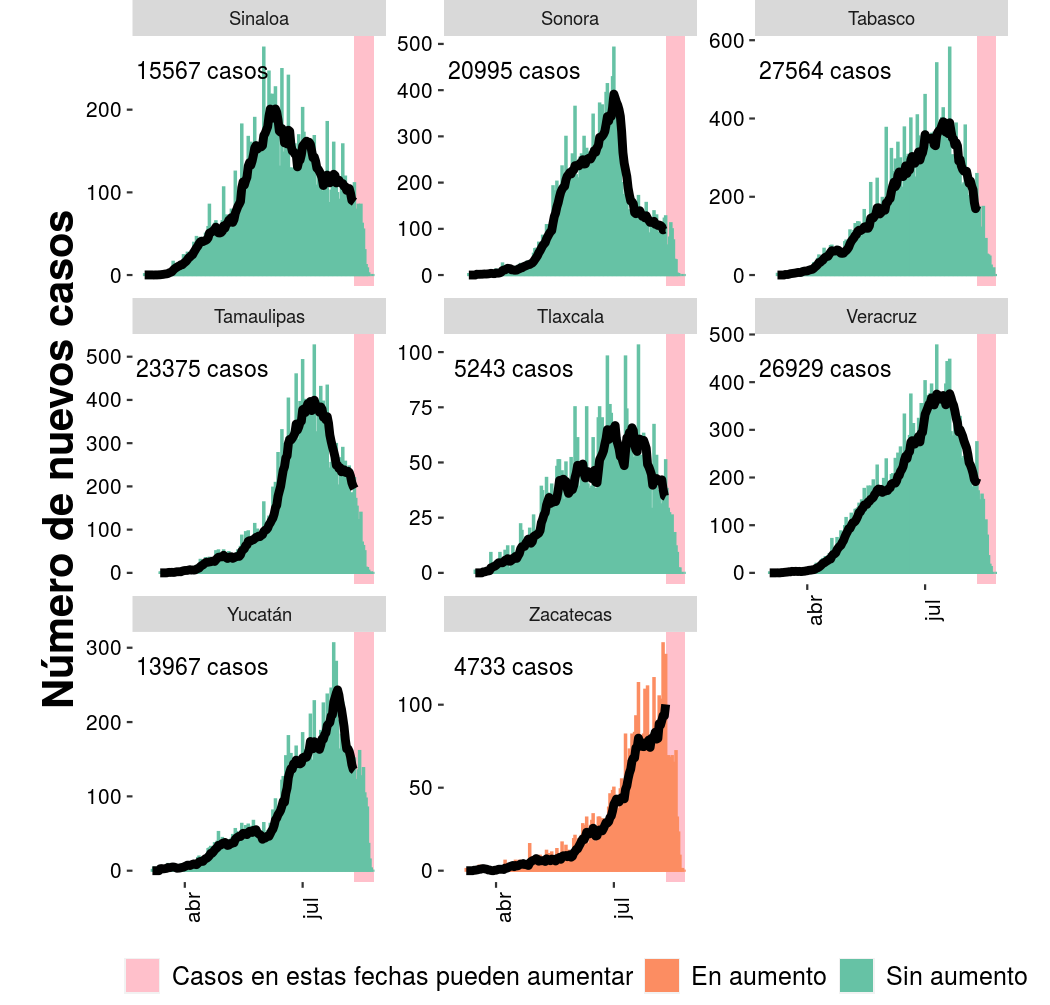 Número de nuevos casos
Sinaloa
15567 casos
200
100
0
Sonora
20995 casos
500
400
300
200
100
0
Tabasco
27564 casos
600
400
200
0
Tamaulipas
23375 casos
500
400
300
200
100
0
Tlaxcala
5243 casos
100
75
50
25
0
Veracruz
26929 casos
500
400
300
200
100
0
abr
jul
Yucatán
13967 casos
300
200
100
0
abr
jul
Zacatecas
4733 casos
100
50
0
abr
jul
Casos en estas fechas pueden aumentar
En aumento
Sin aumento